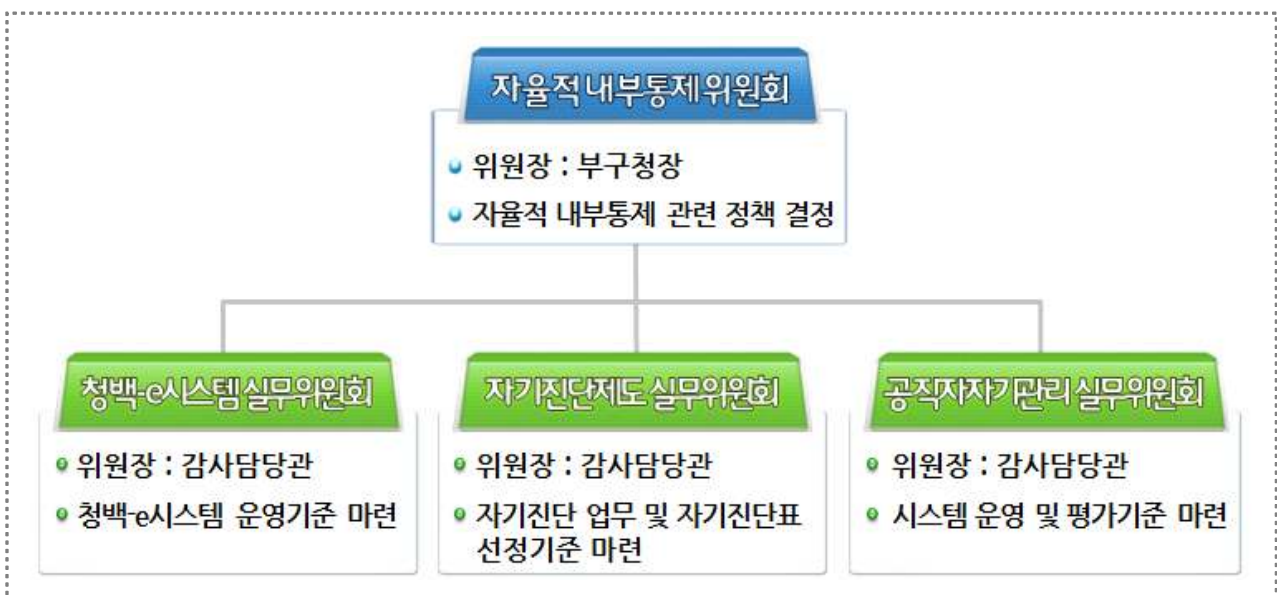 자율적 내부통제 위원회
위원장 : 부구청장
자율적 내부통제 관련 정책 결정
청백-e시스템 실무위원회
위원장 : 감사담당관
청백-e시스템 운영기준 마련
자기진단제도 실무위원회
위원장 : 감사담당관
자기진단 업무 및 자기진단표
선정기준 마련
공직자자기관리 실무위원회
위원장 : 감사담당관
시스템 운영 및 평가기준 마련